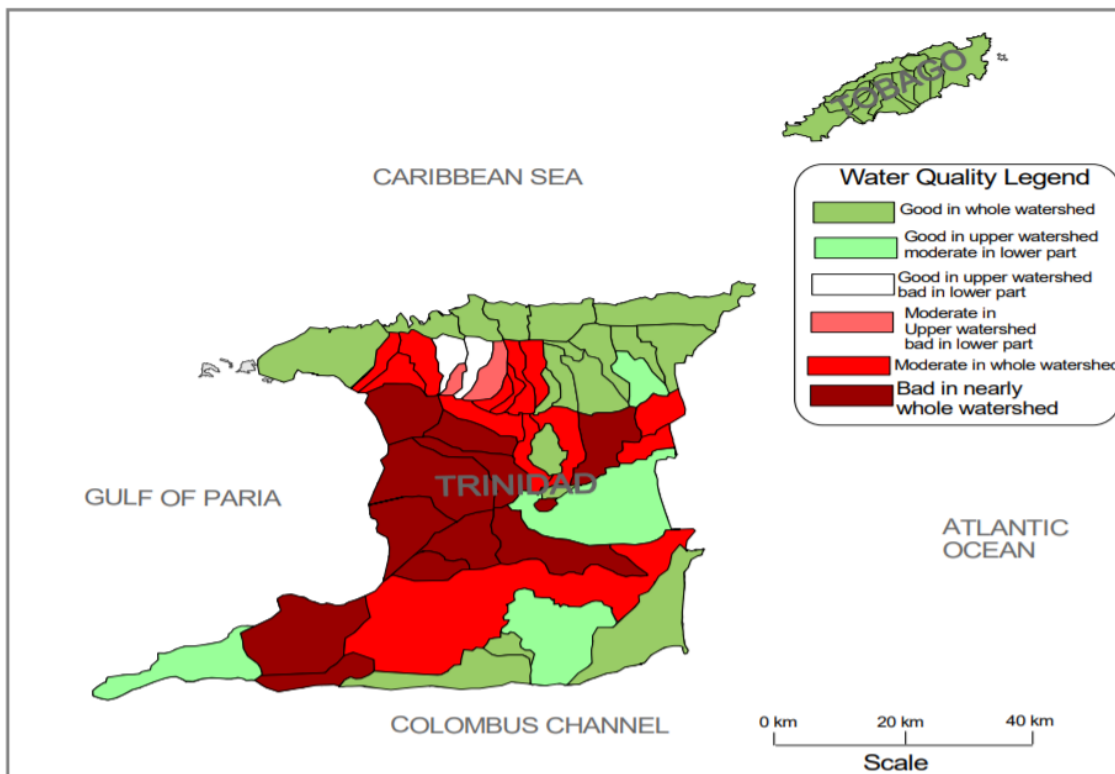 TOBAGO
CARIBBEAN SEA
Water Quality Legend
Good in whole watershed
Good in upper watershed
moderate in lower part
Good in upper watershed
bad in lower part
Moderate in
Upper watershed
bad in lower part
Moderate in whole watershed
Bad in nearly
whole watershed
TRINIDAD
GULF OF PARIA
ATLANTIC
OCEAN
COLOMBUS CHANNEL
0 km 20 km 40 km
Scale